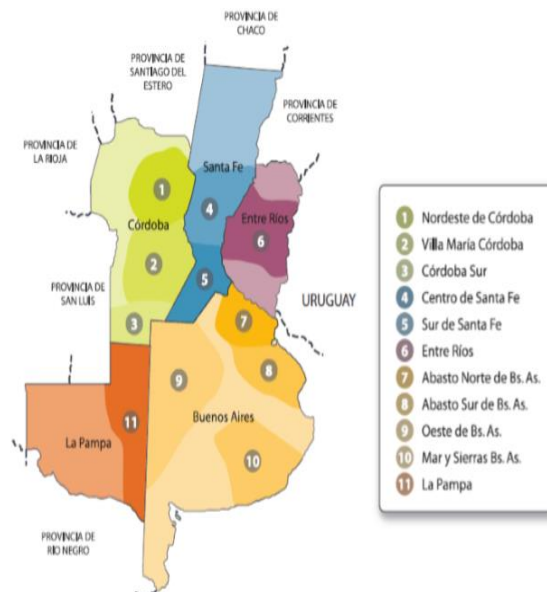 PROVINCIA DE
CHACO
PROVINCIA DE
SANTIAGO DEL
ESTERO
PROVINCIA DE
CORRIENTES
PROVINCIA DE
LA RIOJA
Santa Fe
1
4
Entre Ríos
Córdoba
6
2
5
PROVINCIA DE
SAN LUIS
URUGUAY
3
7
8
9
Buenos Aires
11
La Pampa
10
PROVINCIA DE
RIO NEGRO
1 Nordeste de Córdoba
2 Villa María Córdoba
3 Córdoba Sur
4 Centro de Santa Fe
5 Sur de Santa Fe
6 Entre Ríos
7 Abasto Norte de Bs. As.
8 Abasto Sur de Bs. As.
9 Oeste de Bs. As.
10 Mar y Sierras Bs. As.
11 La Pampa